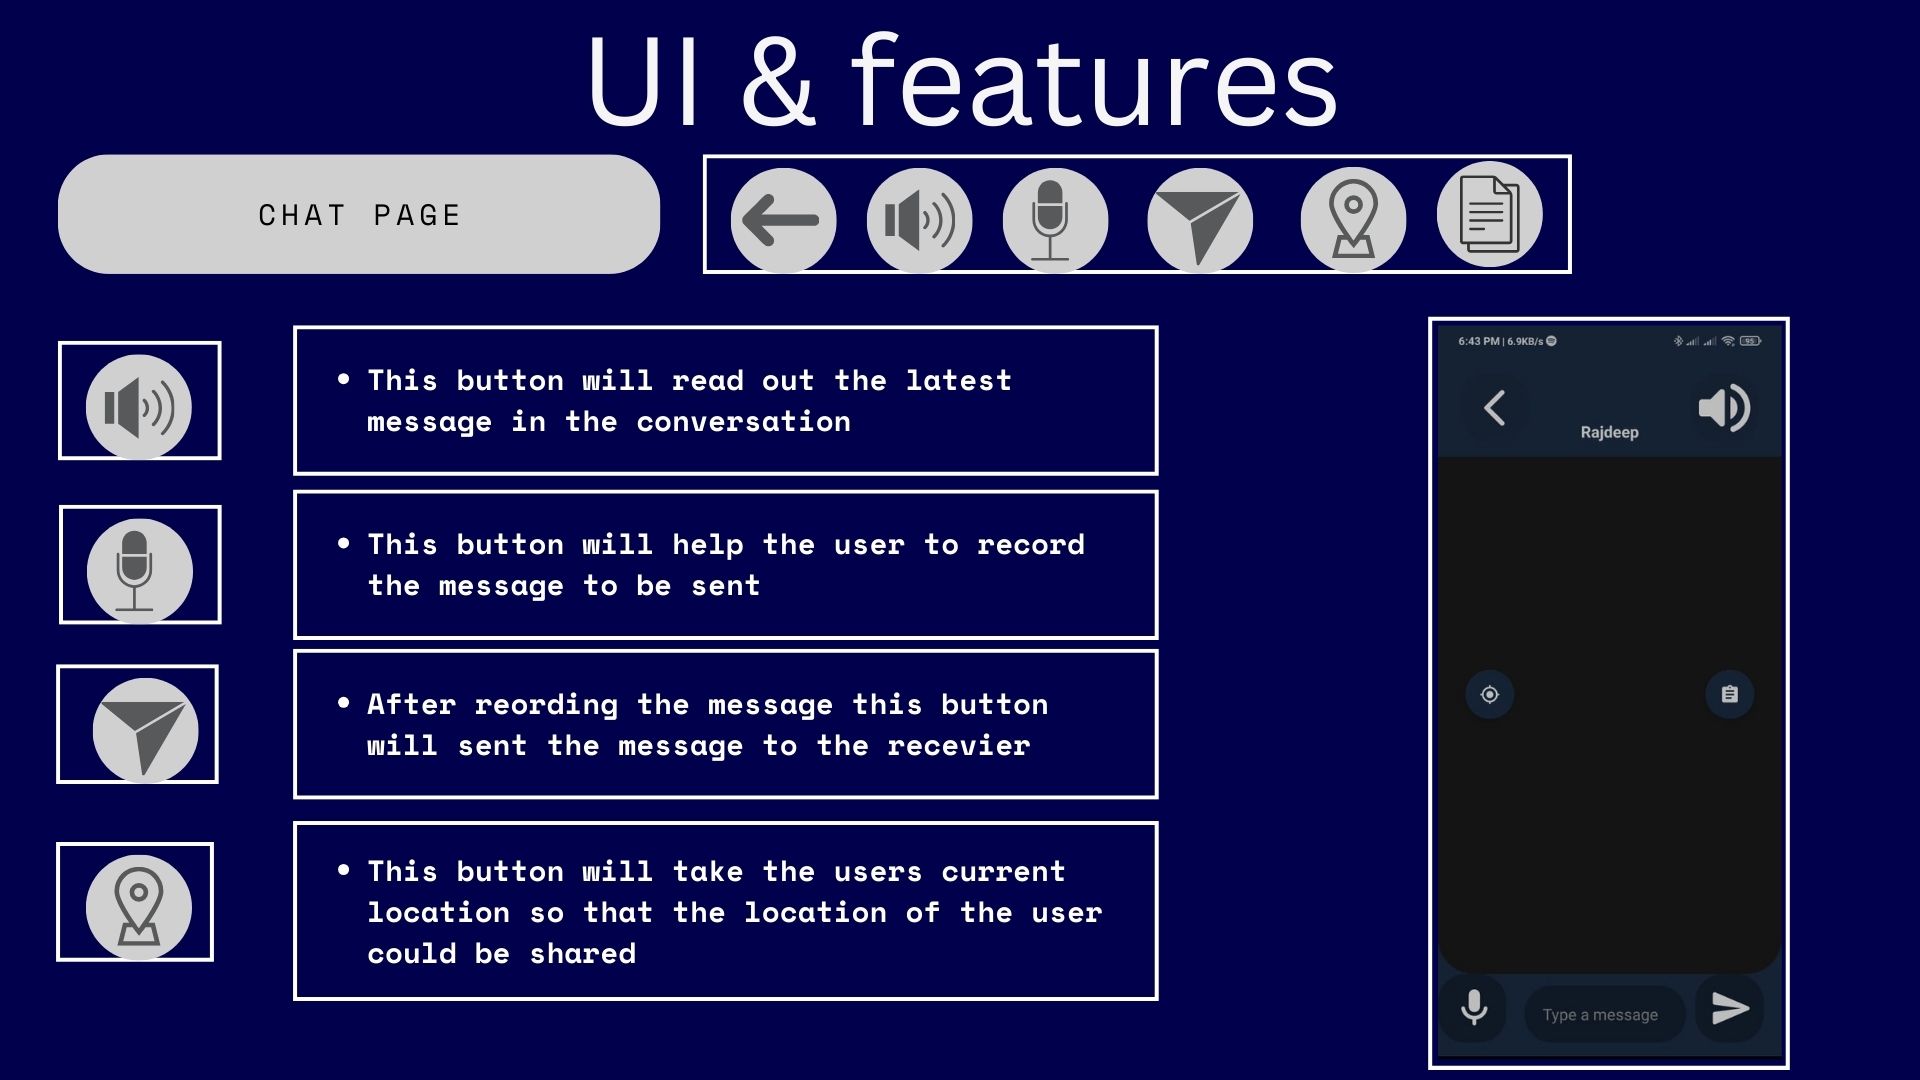 UI & features
CHAT PAGE
• This button will read out the latest
message in the conversation
• This button will help the user to record
the message to be sent
• After reording the message this button
will sent the message to the recevier
• This button will take the users current
location so that the location of the user
could be shared
6:43 PM | 6.9KB/s
95
Rajdeep
Type a message